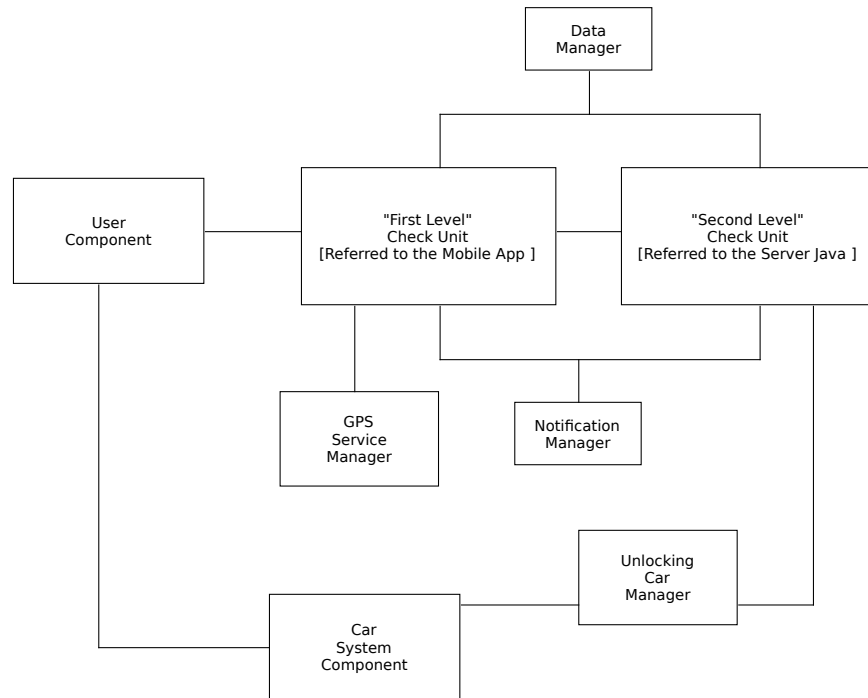 Data
Manager
User
Component
"First Level"
Check Unit
[Referred to the Mobile App ]
"Second Level"
Check Unit
[Referred to the Server Java ]
GPS
Service
Manager
Notification
Manager
Unlocking
Car
Manager
Car
System
Component